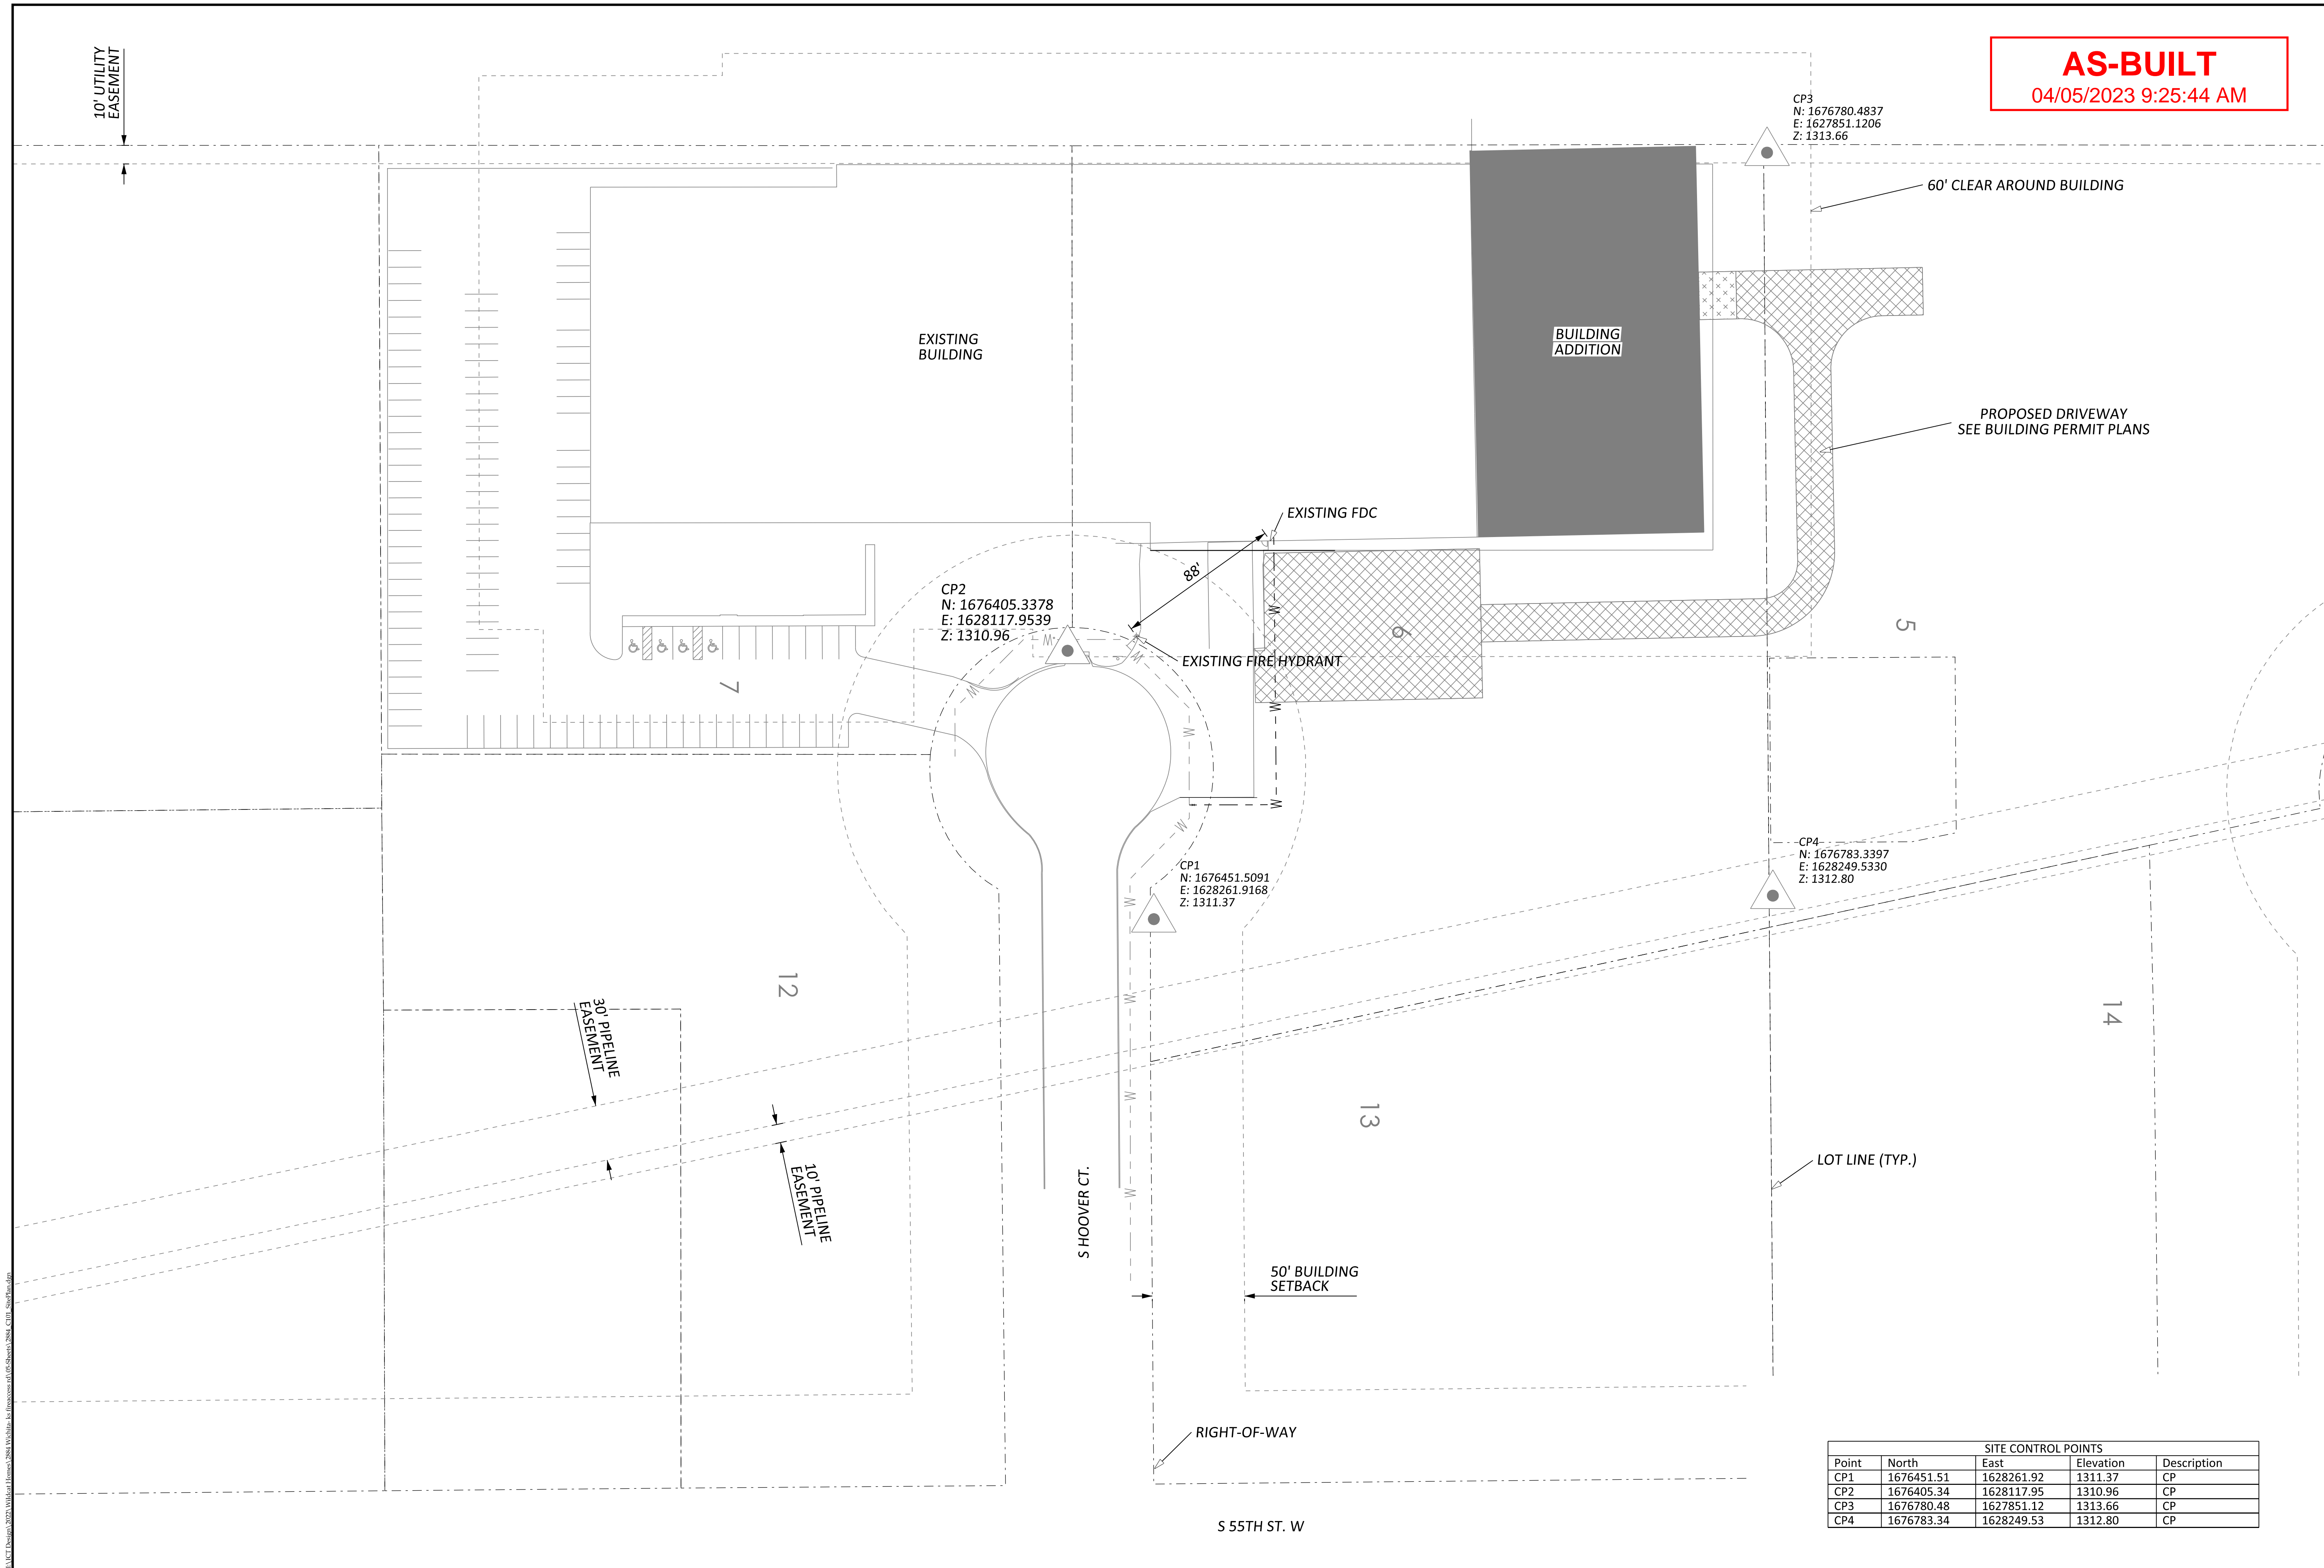 10' UTILITY
EASEMENT
AS-BUILT
04/05/2023 9:25:44 AM
CP3
N: 1676780.4837
E: 1627851.1206
Z: 1313.66
60' CLEAR AROUND BUILDING
EXISTING
BUILDING
BUILDING
ADDITION
PROPOSED DRIVEWAY
SEE BUILDING PERMIT PLANS
EXISTING FDC
88'
CP2
N: 1676405.3378
E: 1628117.9539
Z: 1310.96
EXISTING FIRE HYDRANT
W
W
W
W
W
W
W
W
W
W
W
W
W
7
6
5
CP1
N: 1676451.5091
E: 1628261.9168
Z: 1311.37
CP4
N: 1676783.3397
E: 1628249.5330
Z: 1312.80
12
13
14
30' PIPELINE
EASEMENT
10' PIPELINE
EASEMENT
S HOOVER CT.
LOT LINE (TYP.)
50' BUILDING
SETBACK
RIGHT-OF-WAY
S 55TH ST. W
SITE CONTROL POINTS
Point North East Elevation Description
CP1 1676451.51 1628261.92 1311.37 CP
CP2 1676405.34 1628117.95 1310.96 CP
CP3 1676780.48 1627851.12 1313.66 CP
CP4 1676783.34 1628249.53 1312.80 CP